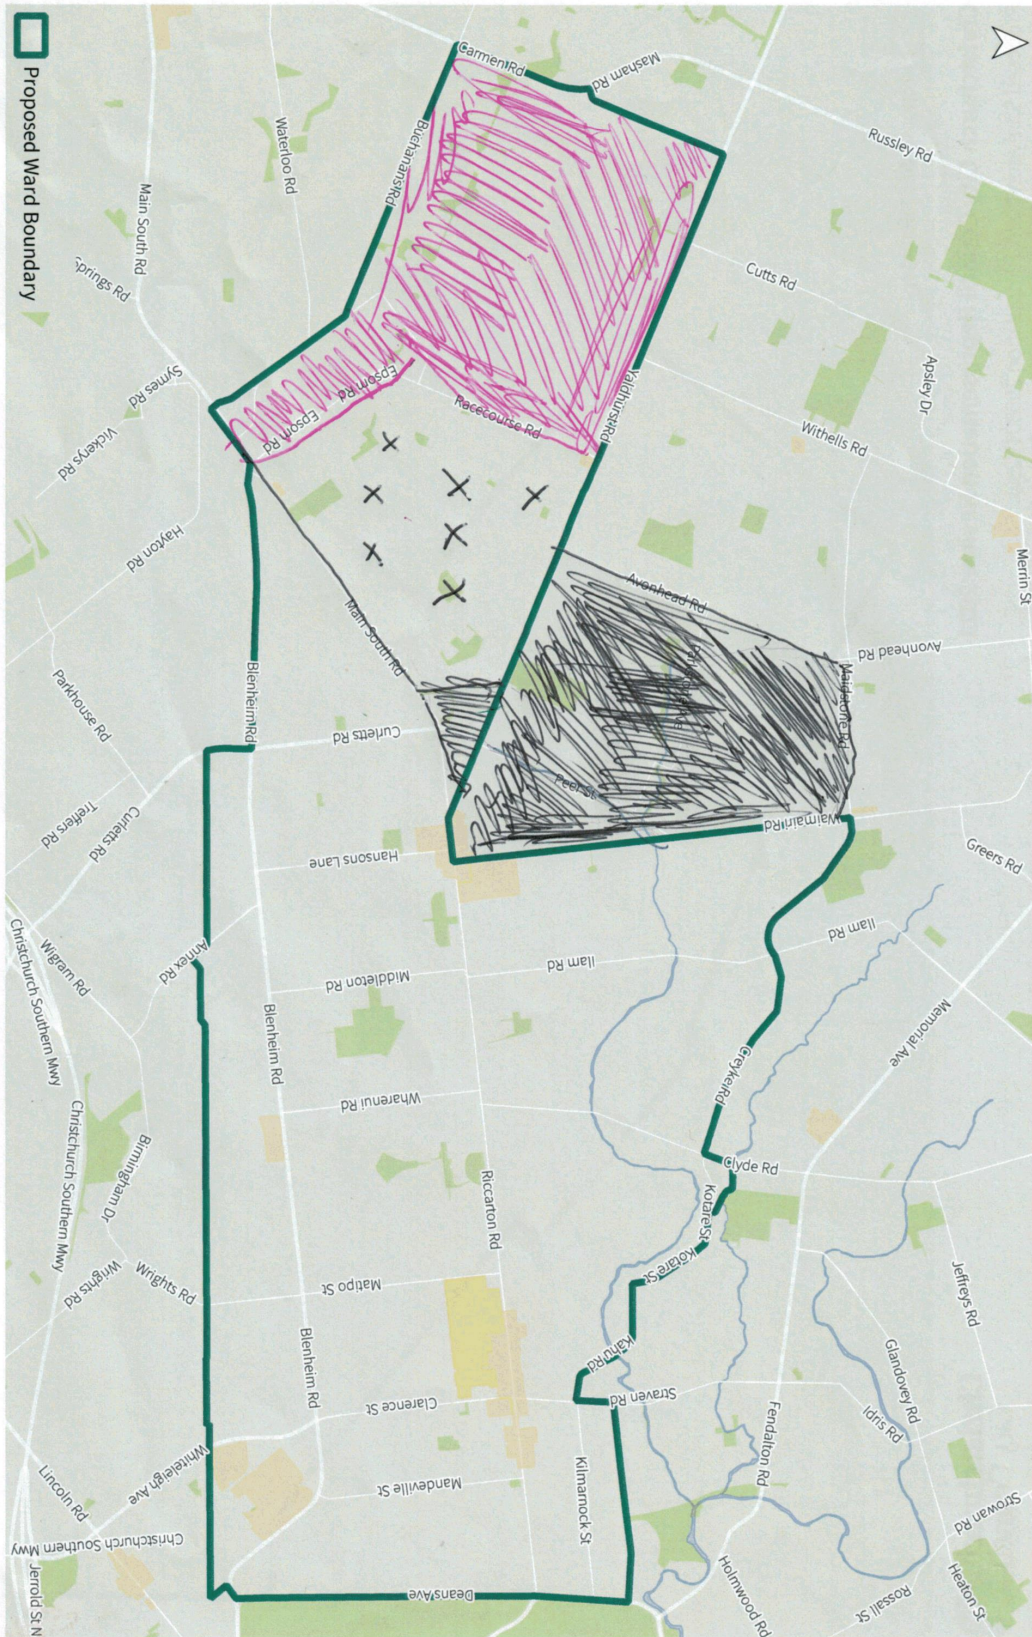 Proposed Ward Boundary
Carmen Rd
Masham Rd
Russley Rd
Buchanans Rd
Waterloo Rd
Main South Rd
Springs Rd
Cutts Rd
Apsley Dr
Withells Rd
Yaldhurst Rd
Epsom Rd
Epsom Rd
Racecourse Rd
Symes Rd
Vickerys Rd
Hayton Rd
Merrin St
Avonhead Rd
Avonhead Rd
Maidstone Rd
Main South Rd
Parkhouse Rd
Blenheim Rd
Curletts Rd
Peer St
Waimairi Rd
Greers Rd
Treffers Rd
Curletts Rd
Hansons Lane
Ilam Rd
Ilam Rd
Middleton Rd
Annex Rd
Wigram Rd
Christchurch Southern Mwy
Blenheim Rd
Memorial Ave
Creyke Rd
Wharenui Rd
Christchurch Southern Mwy
Birmingham Dr
Clyde Rd
Kotare St
Kotare St
Riccarton Rd
Matipo St
Wrights Rd
Wrights Rd
Jeffreys Rd
Glandovey Rd
Idris Rd
Kahu Rd
Straven Rd
Blenheim Rd
Clarence St
Fendalton Rd
Whiteleigh Ave
Mandeville St
Kilmarnock St
Lincoln Rd
Christchurch Southern Mwy
Jerrold St N
Deans Ave
Strowan Rd
Heaton St
Rossall St
Holmwood Rd